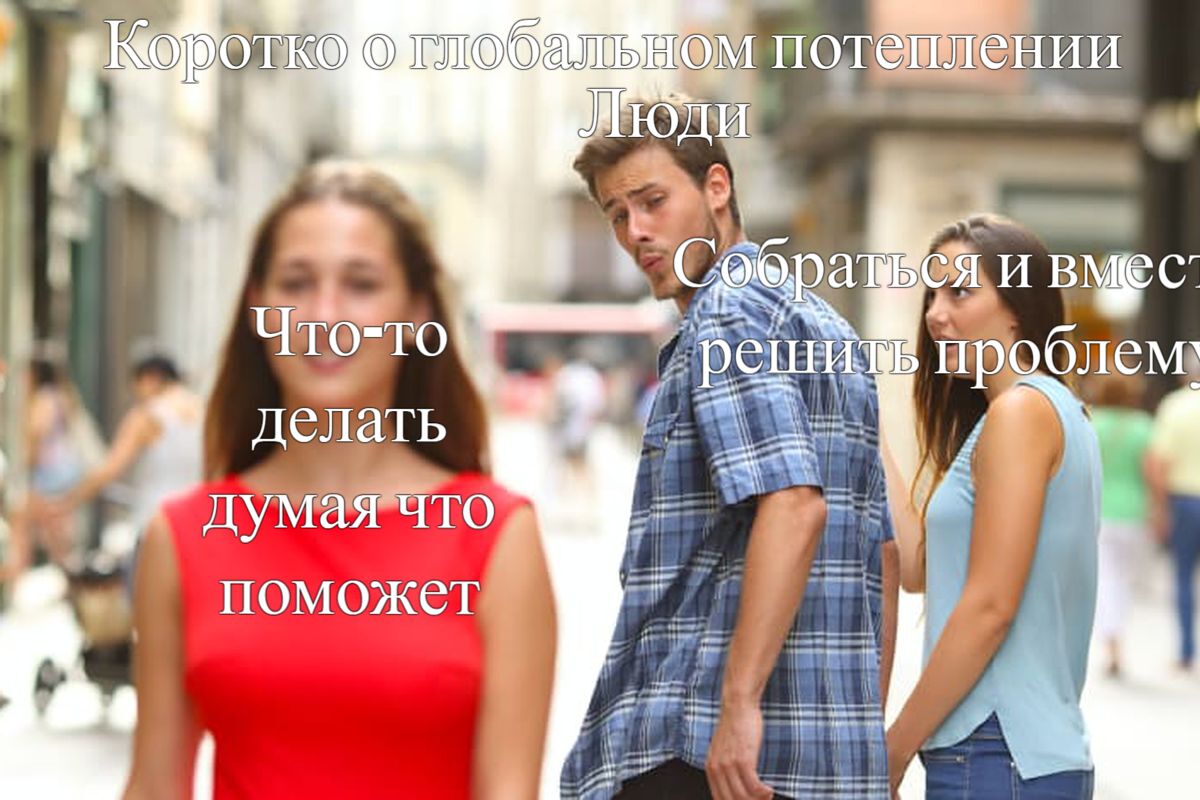 Коротко о глобальном потеплении
Люди
Собраться и вмест
решить проблему
Что-то
делать
думая что
поможет